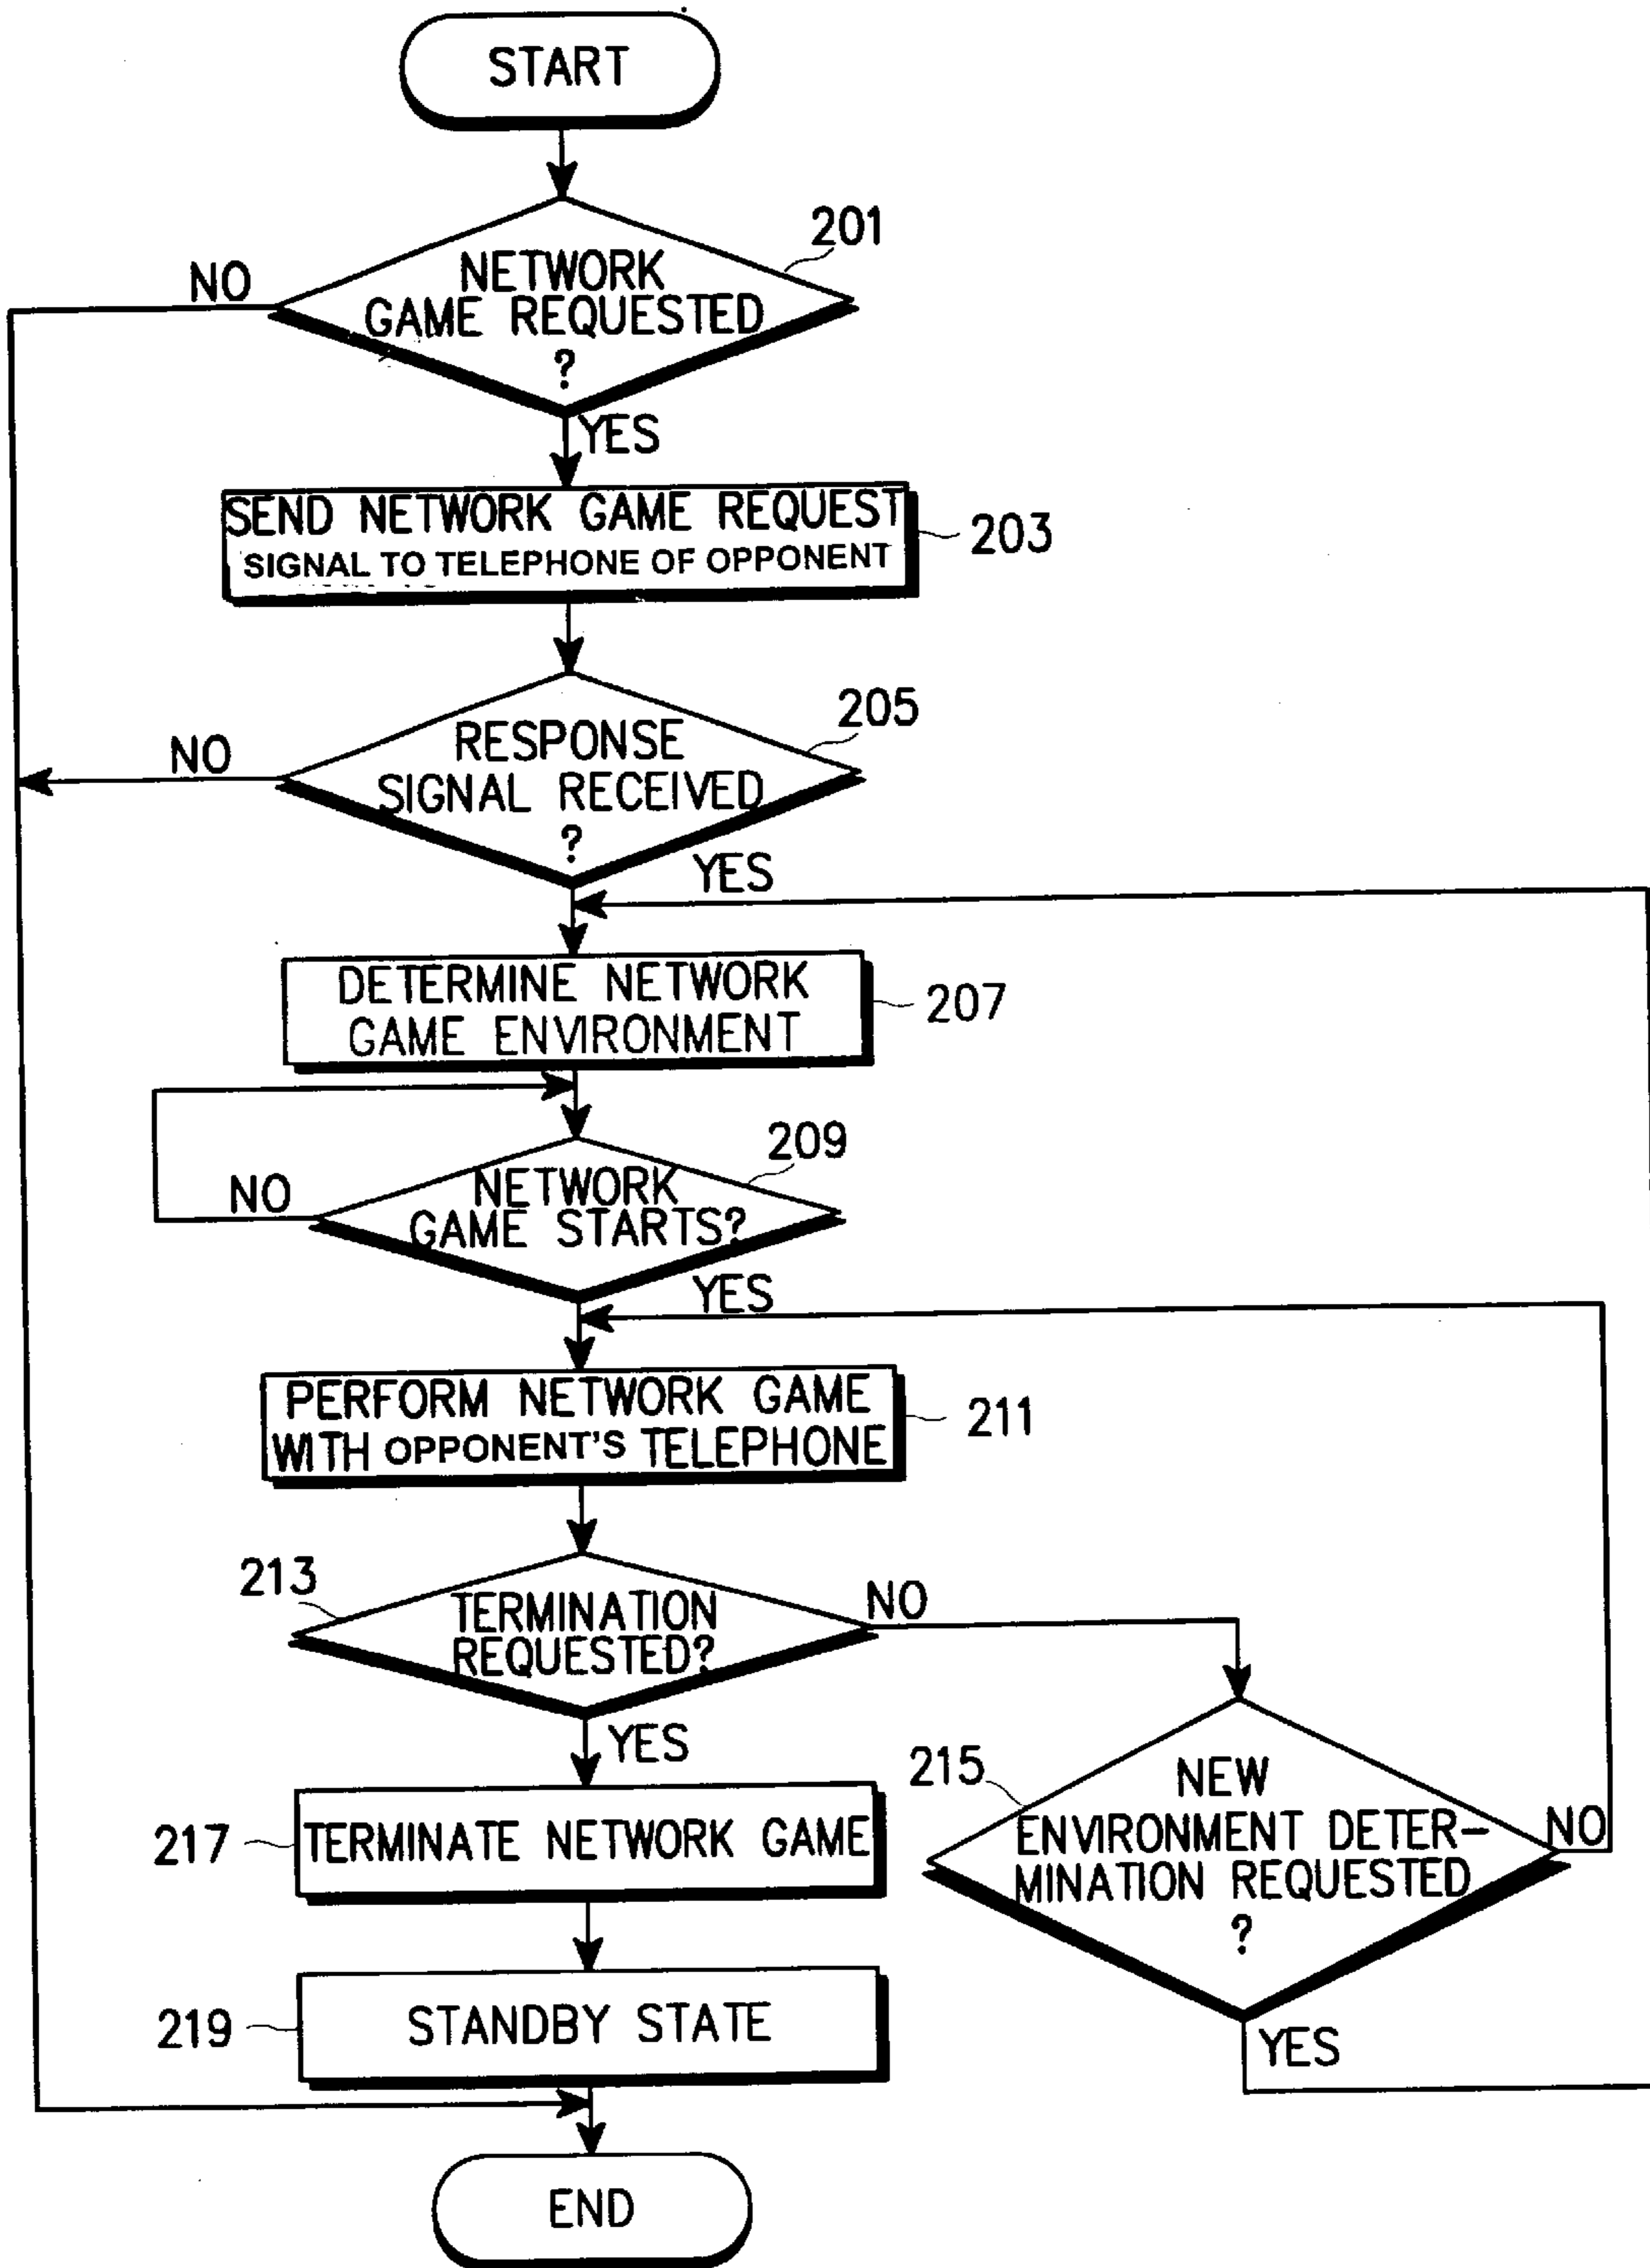 START
201
NO
NETWORK
GAME REQUESTED
?
YES
SEND NETWORK GAME REQUEST
SIGNAL TO TELEPHONE OF OPPONENT
203
205
NO
RESPONSE
SIGNAL RECEIVED
?
YES
DETERMINE NETWORK
GAME ENVIRONMENT
207
209
NO
NETWORK
GAME STARTS?
YES
PERFORM NETWORK GAME
WITH OPPONENT'S TELEPHONE
211
213
TERMINATION
REQUESTED?
NO
YES
215
NEW
ENVIRONMENT DETER-
MINATION REQUESTED
?
NO
YES
217
TERMINATE NETWORK GAME
219
STANDBY STATE
END